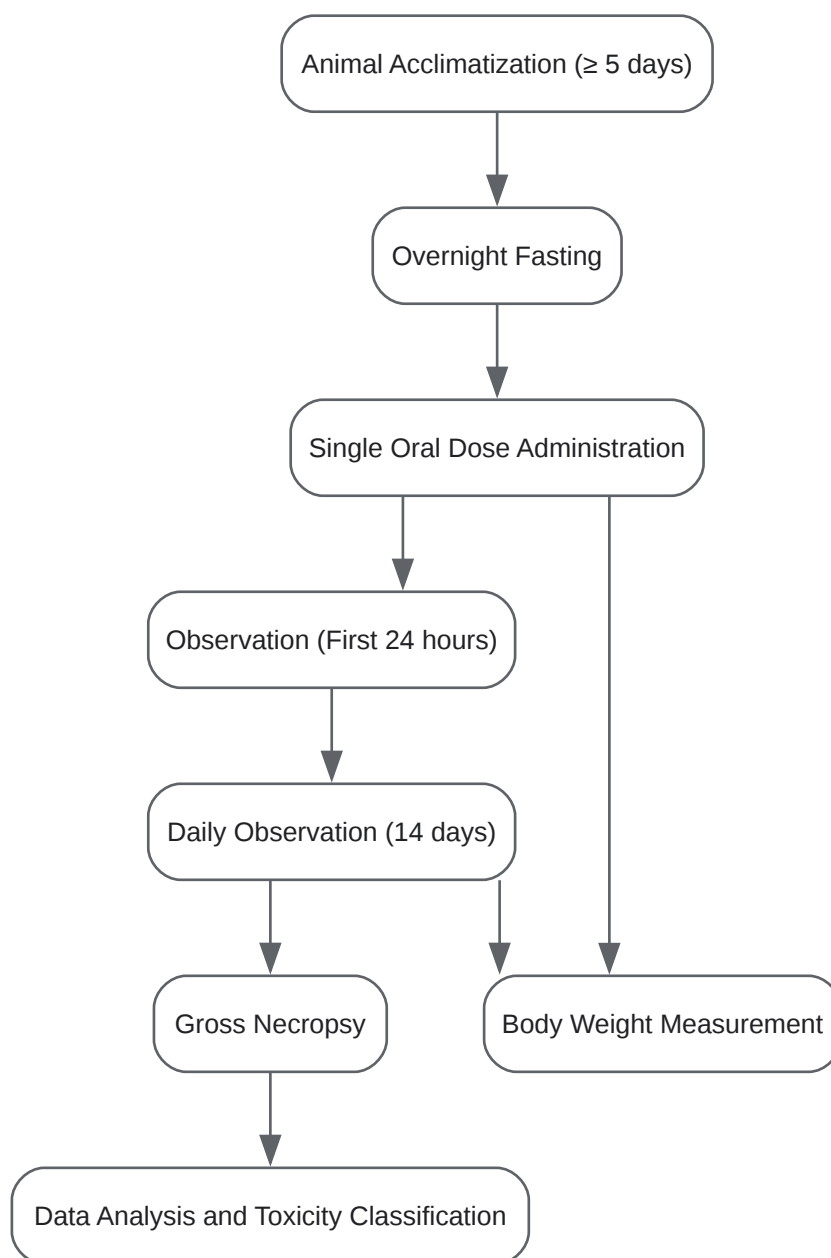 Animal Acclimatization (≥ 5 days)
Overnight Fasting
Single Oral Dose Administration
Observation (First 24 hours)
Daily Observation (14 days)
Gross Necropsy
Body Weight Measurement
Data Analysis and Toxicity Classification